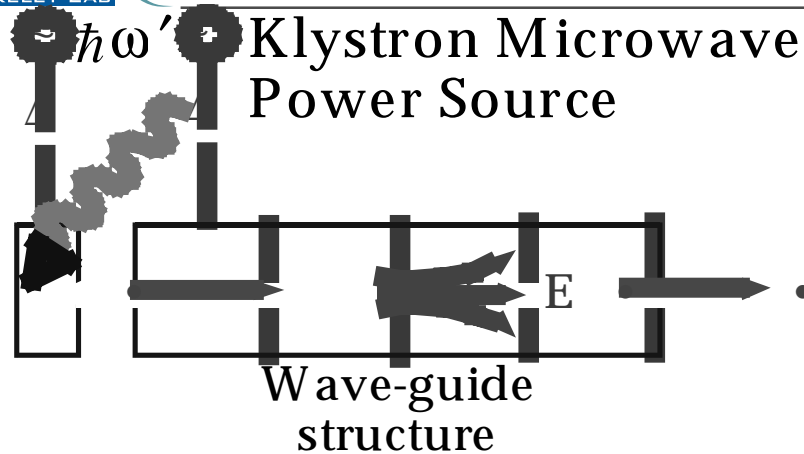 ħω′ Klystron Microwave
Power Source
E
Wave-guide
structure